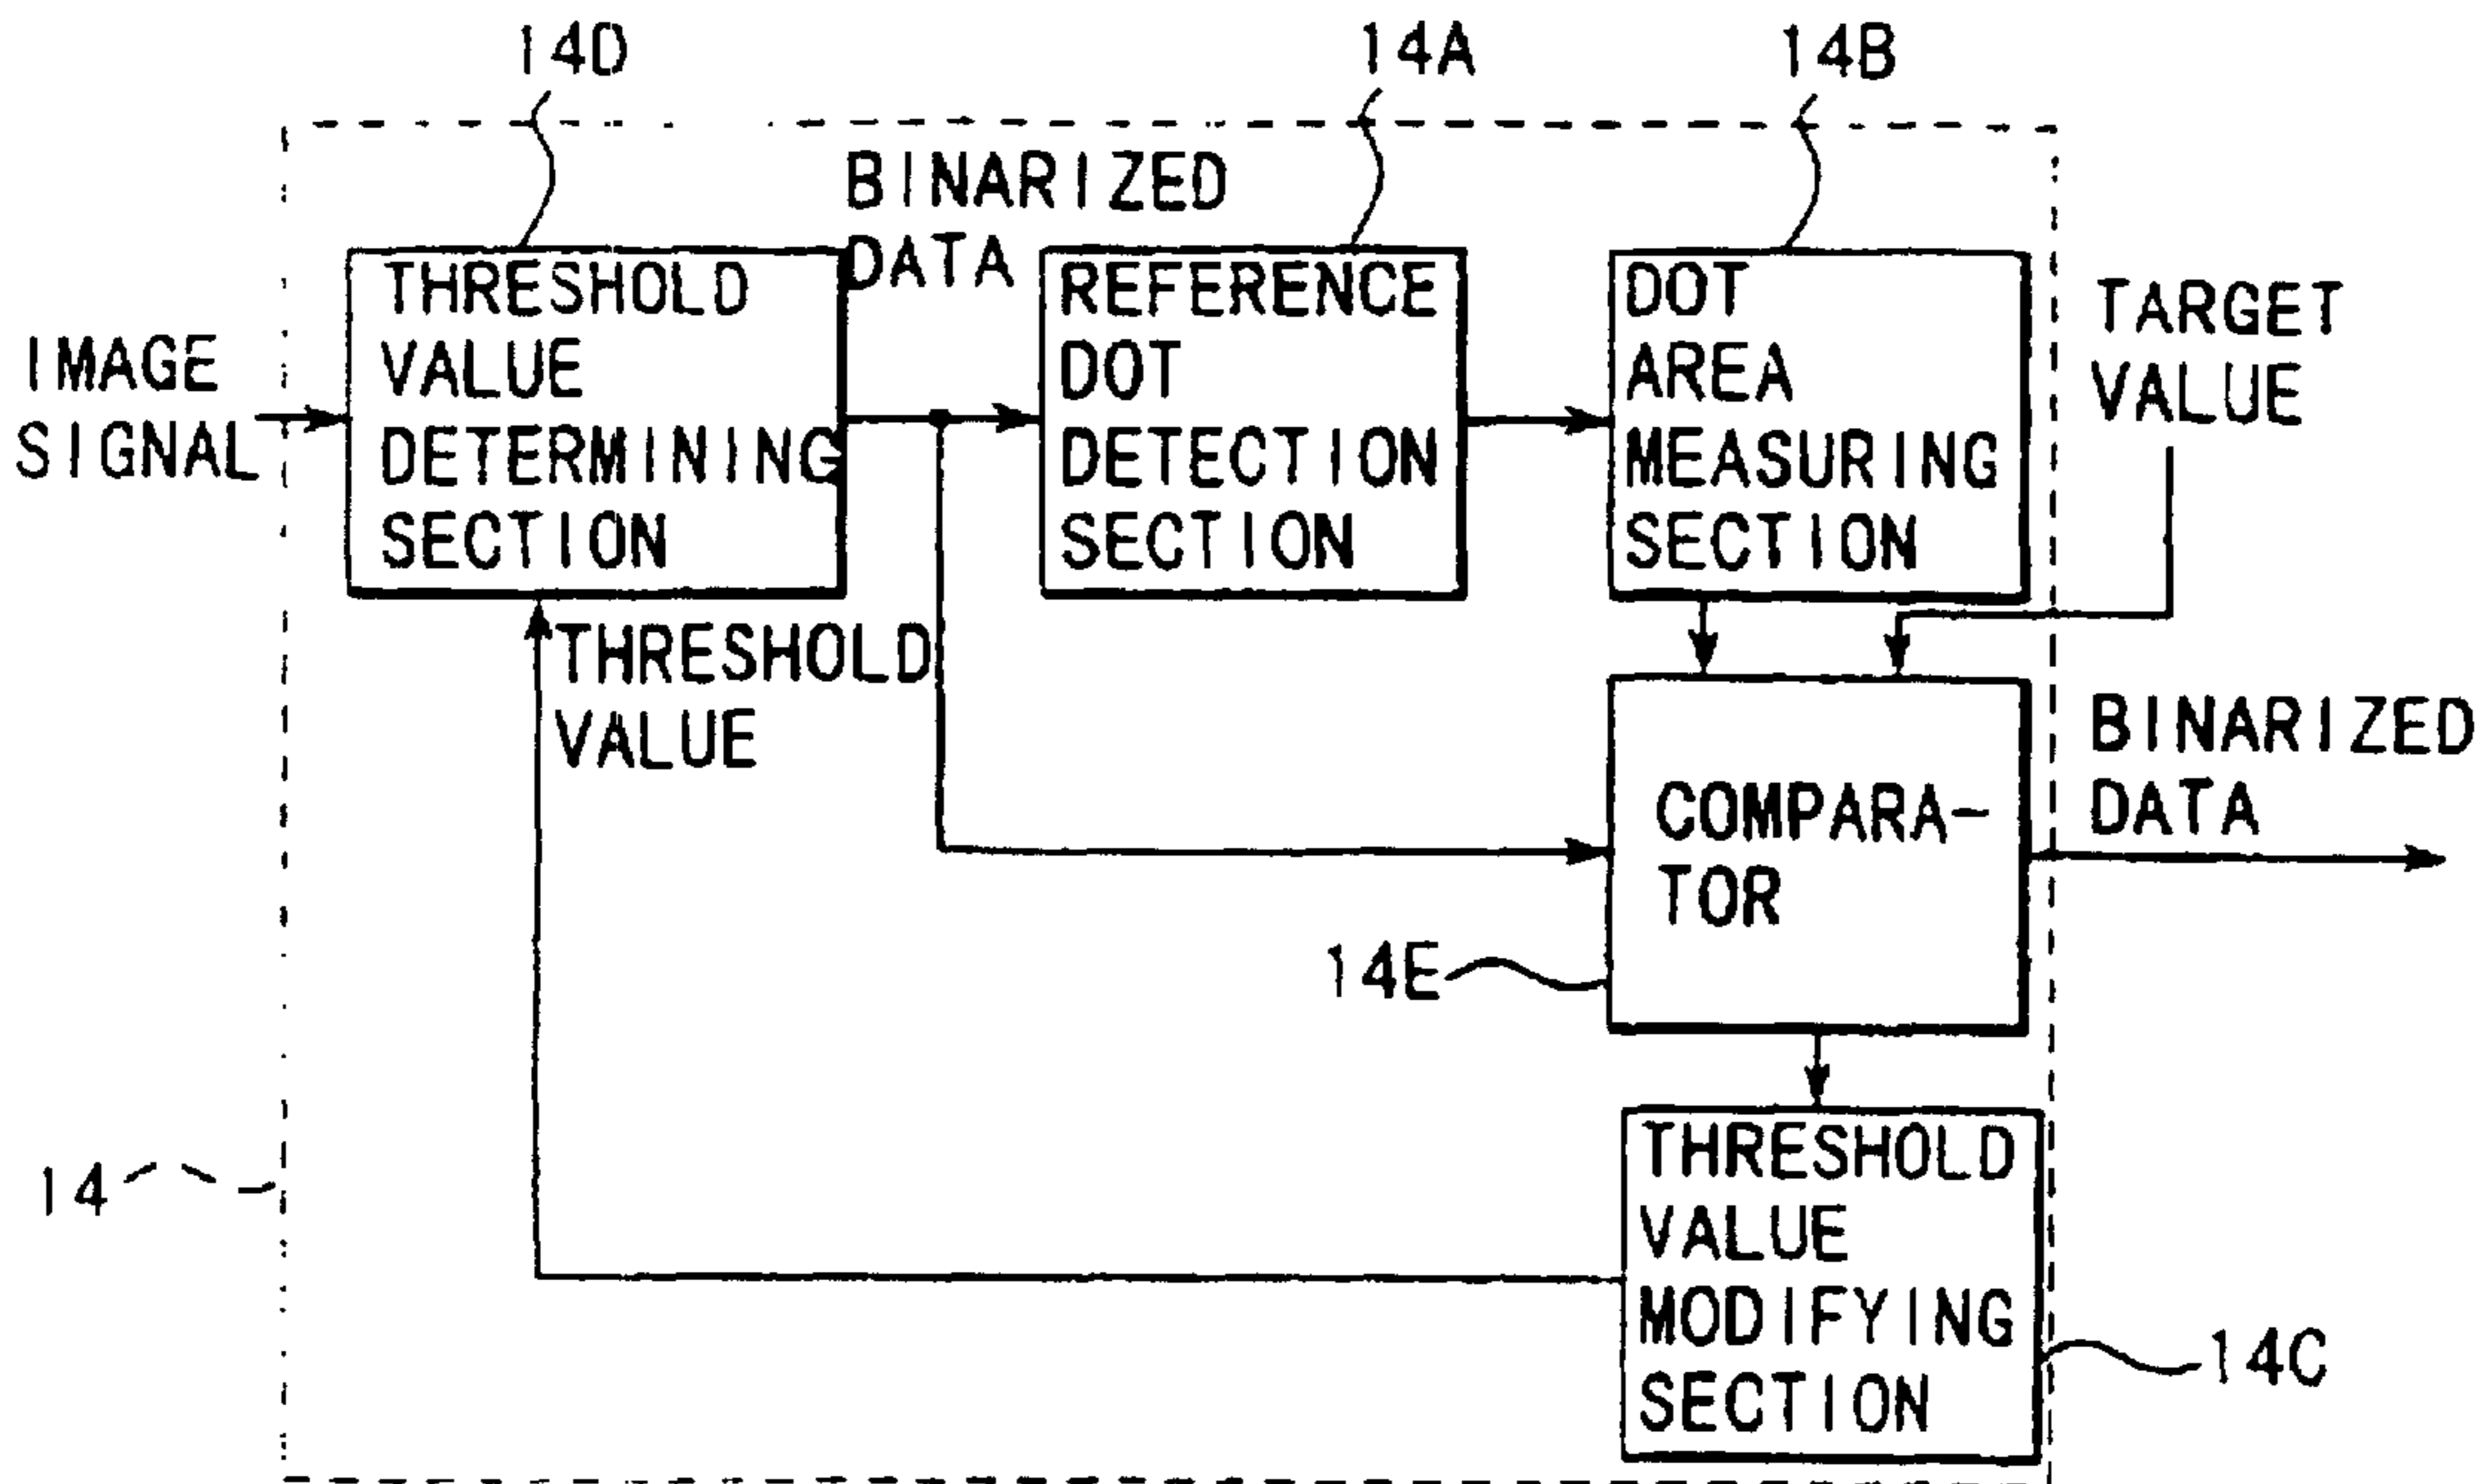 14D
14A
14B
BINARIZED
DATA
THRESHOLD
VALUE
DETERMINING
SECTION
REFERENCE
DOT
DETECTION
SECTION
DOT
AREA
MEASURING
SECTION
TARGET
VALUE
IMAGE
SIGNAL
THRESHOLD
VALUE
COMPARA-
TOR
BINARIZED
DATA
14E
THRESHOLD
VALUE
MODIFYING
SECTION
14
14C